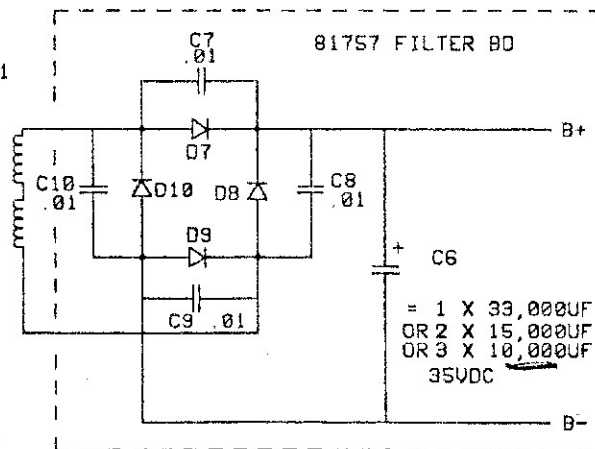 C7
.01
81757 FILTER BD
1
B+
D7
C10
.01
D10
D8
C8
.01
D9
C9 .01
+
C6
= 1 X 33,000UF
OR 2 X 15,000UF
OR 3 X 10,000UF
35VDC
B-